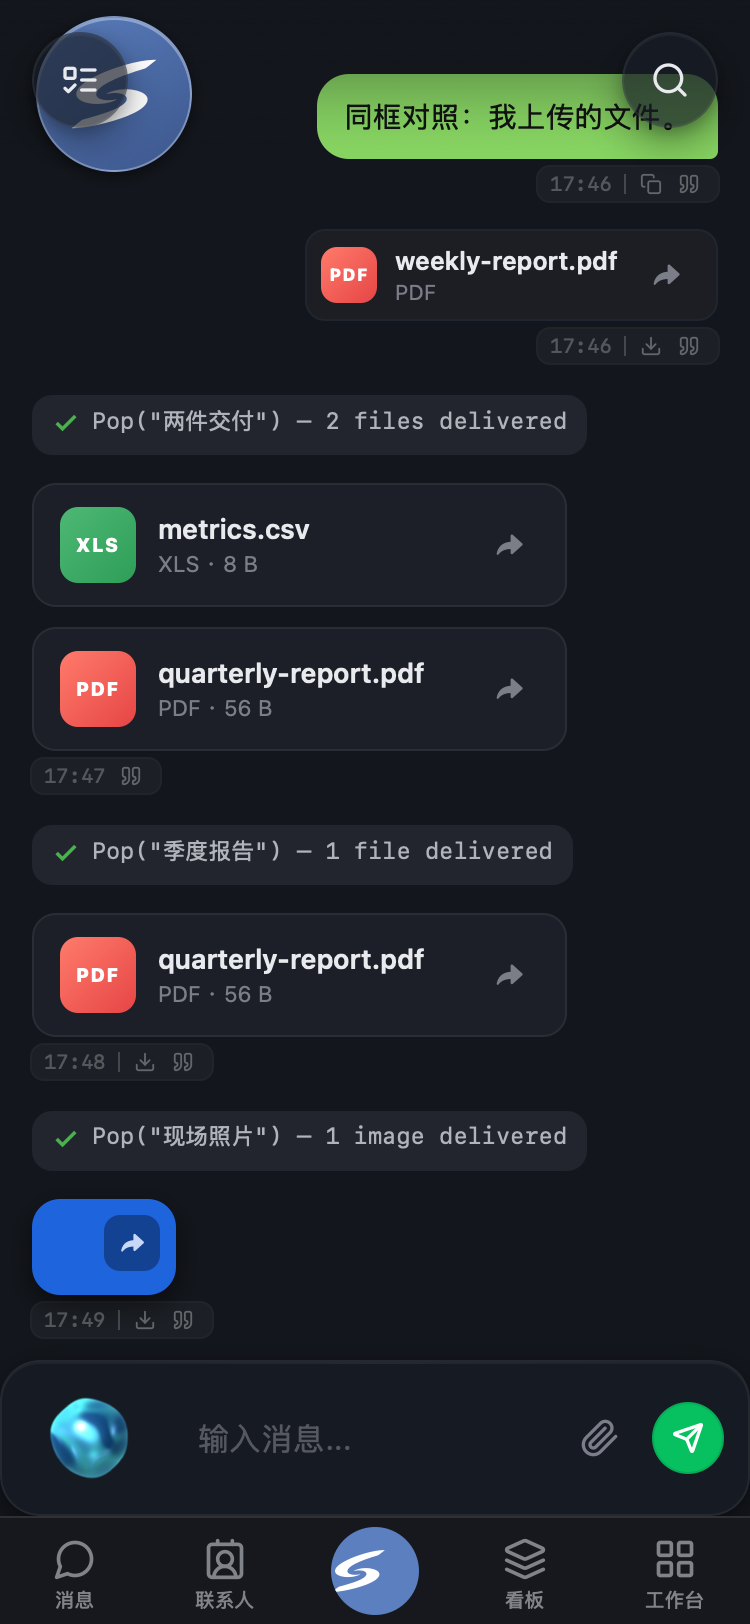 同框对照：我上传的文件。
17:46
PDF
weekly-report.pdf
PDF
17:46
Pop("两件交付") — 2 files delivered
XLS
metrics.csv
XLS · 8 B
PDF
quarterly-report.pdf
PDF · 56 B
17:47
Pop("季度报告") — 1 file delivered
PDF
quarterly-report.pdf
PDF · 56 B
17:48
Pop("现场照片") — 1 image delivered
17:49
输入消息...
消息
联系人
看板
工作台